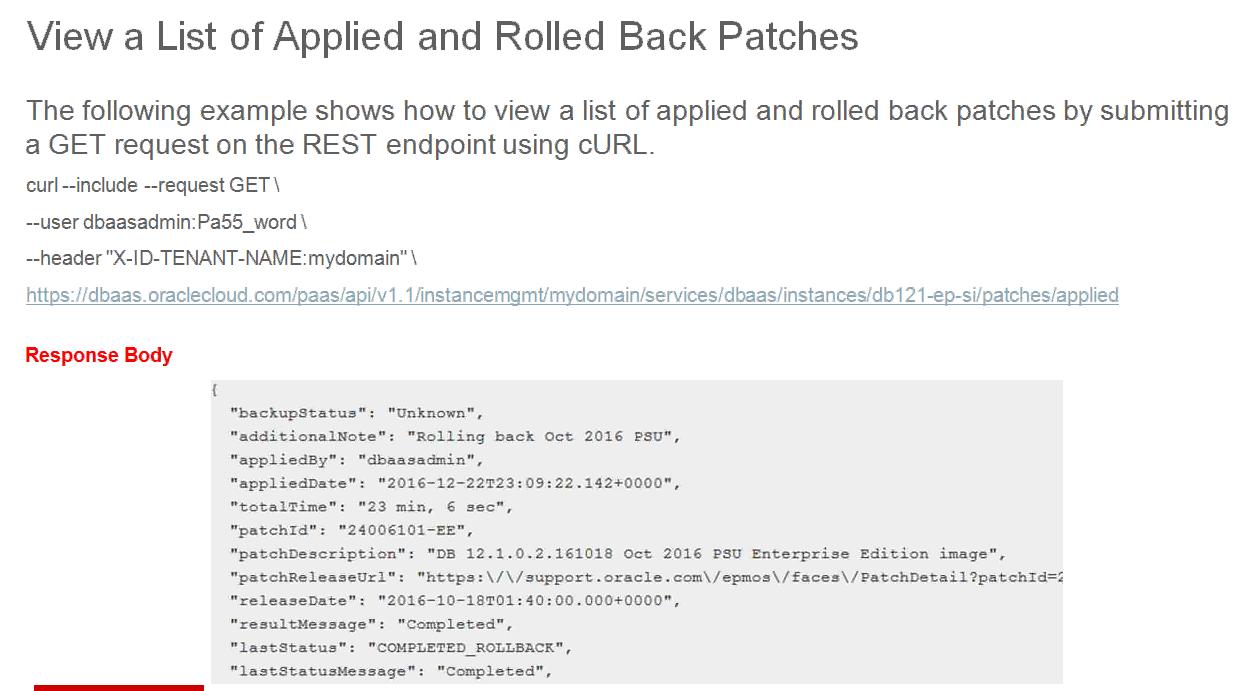 View a List of Applied and Rolled Back Patches
The following example shows how to view a list of applied and rolled back patches by submitting
a GET request on the REST endpoint using cURL.
curl --include --request GET \
--user dbaasadmin:Pa55_word \
--header "X-ID-TENANT-NAME:mydomain" \
https://dbaas.oraclecloud.com/paas/api/v1.1/instancemgmt/mydomain/services/dbaas/instances/db121-ep-si/patches/applied
Response Body
{
"backupStatus": "Unknown",
"additionalNote": "Rolling back Oct 2016 PSU",
"appliedBy": "dbaasadmin",
"appliedDate": "2016-12-22T23:09:22.142+0000",
"totalTime": "23 min, 6 sec",
"patchId": "24006101-EE",
"patchDescription": "DB 12.1.0.2.161018 Oct 2016 PSU Enterprise Edition image",
"patchReleaseUrl": "https:\/\/support.oracle.com\/epmos\/faces\/PatchDetail?patchId=2
"releaseDate": "2016-10-18T01:40:00.000+0000",
"resultMessage": "Completed",
"lastStatus": "COMPLETED_ROLLBACK",
"lastStatusMessage": "Completed",